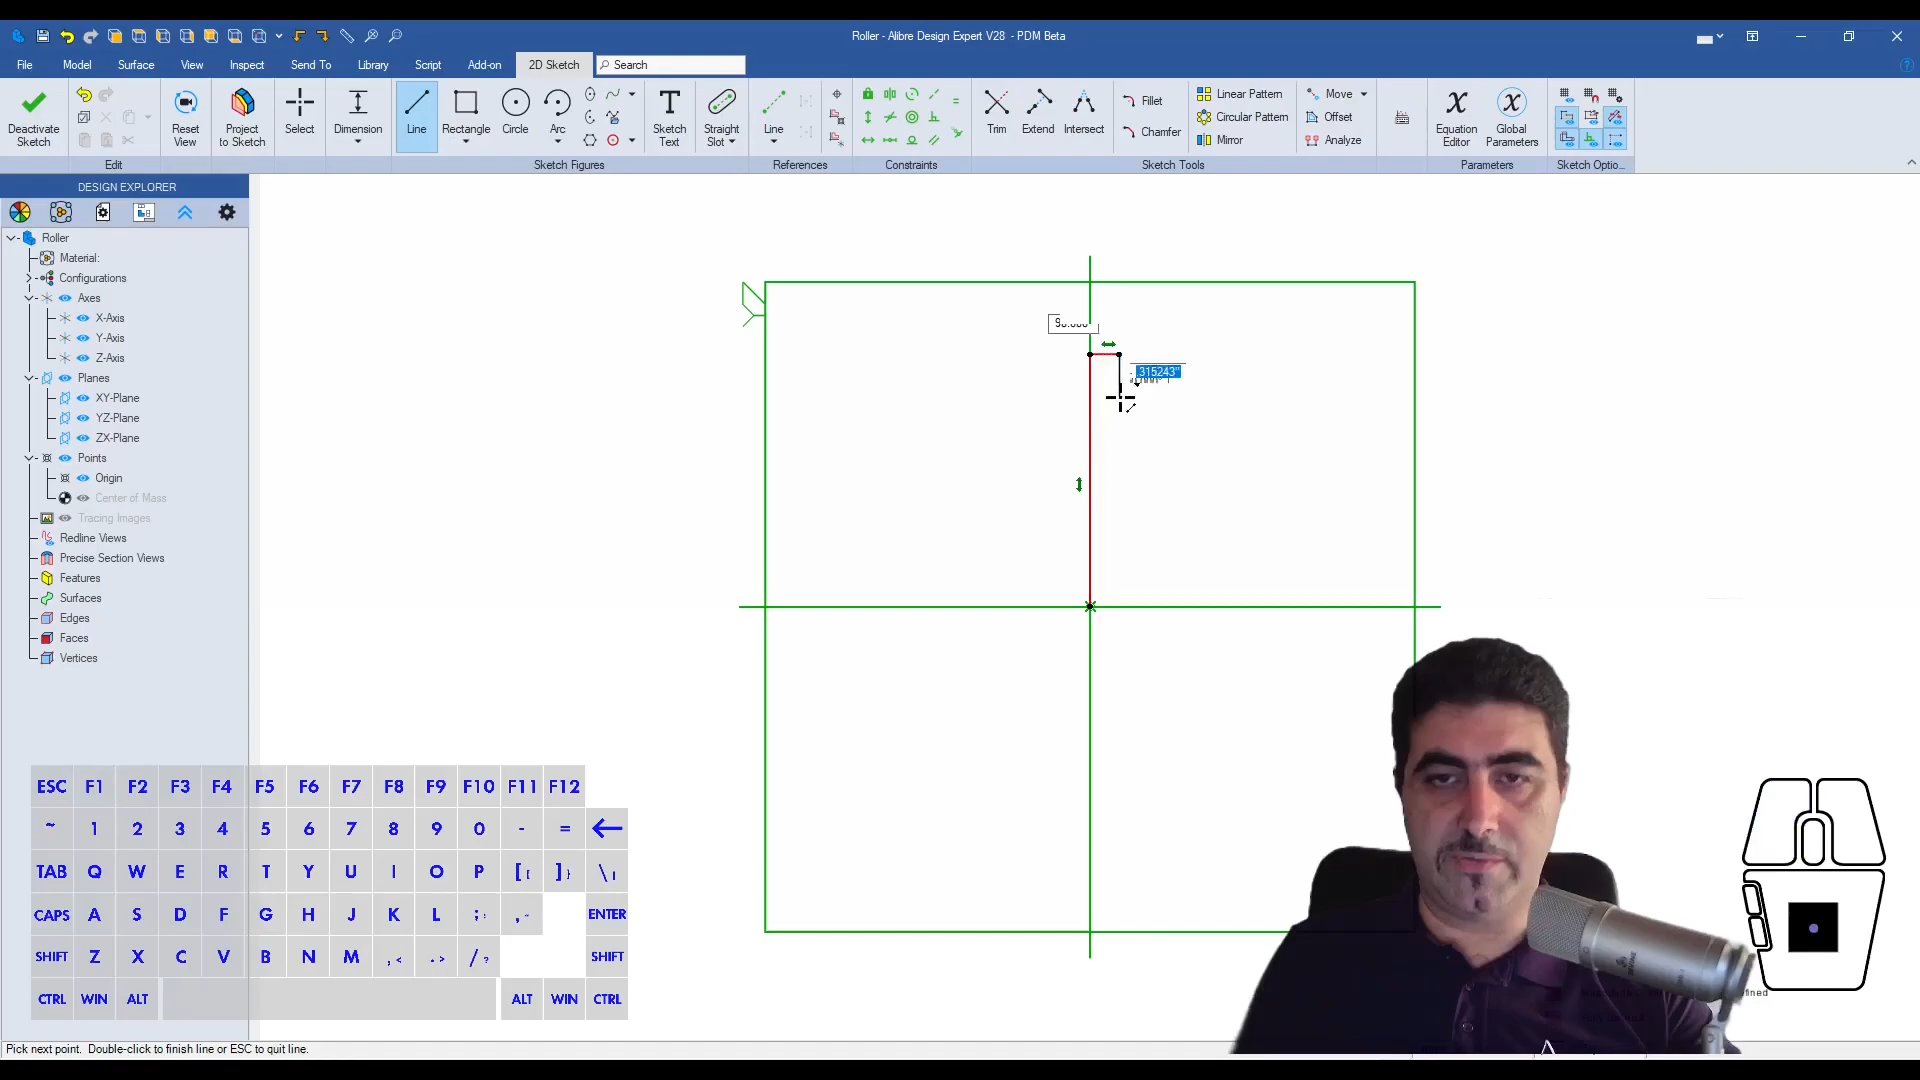 Roller - Alibre Design Expert V28 - PDM Beta
File Model Surface View Inspect Send To Library Script Add-on 2D Sketch Search
Deactivate Sketch
Reset View
Project to Sketch
Select
Dimension
Line
Rectangle
Circle
Arc
Sketch Text
Straight Slot
Line
Trim
Extend
Intersect
Fillet
Chamfer
Linear Pattern
Circular Pattern
Mirror
Move
Offset
Analyze
Equation Editor
Global Parameters
Edit
Sketch Figures
References
Constraints
Sketch Tools
Parameters
Sketch Optio...
DESIGN EXPLORER
Roller
Material:
Configurations
Axes
X-Axis
Y-Axis
Z-Axis
Planes
XY-Plane
YZ-Plane
ZX-Plane
Points
Origin
Center of Mass
Tracing Images
Redline Views
Precise Section Views
Features
Surfaces
Edges
Faces
Vertices
315243"
ESC F1 F2 F3 F4 F5 F6 F7 F8 F9 F10 F11 F12
~ 1 2 3 4 5 6 7 8 9 0 - =
TAB Q W E R T Y U I O P [ [ ] } \ |
CAPS A S D F G H J K L ; : ENTER
SHIFT Z X C V B N M , < . > / ? SHIFT
CTRL WIN ALT ALT WIN CTRL
Pick next point. Double-click to finish line or ESC to quit line.